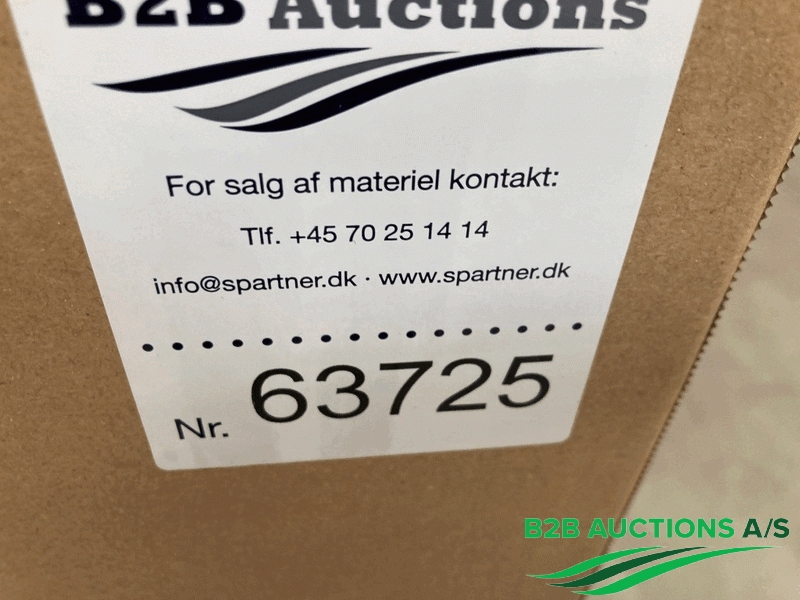 B2B Auctions
For salg af materiel kontakt:
Tlf. +45 70 25 14 14
info@spartner.dk · www.spartner.dk
Nr. 63725
B2B AUCTIONS A/S